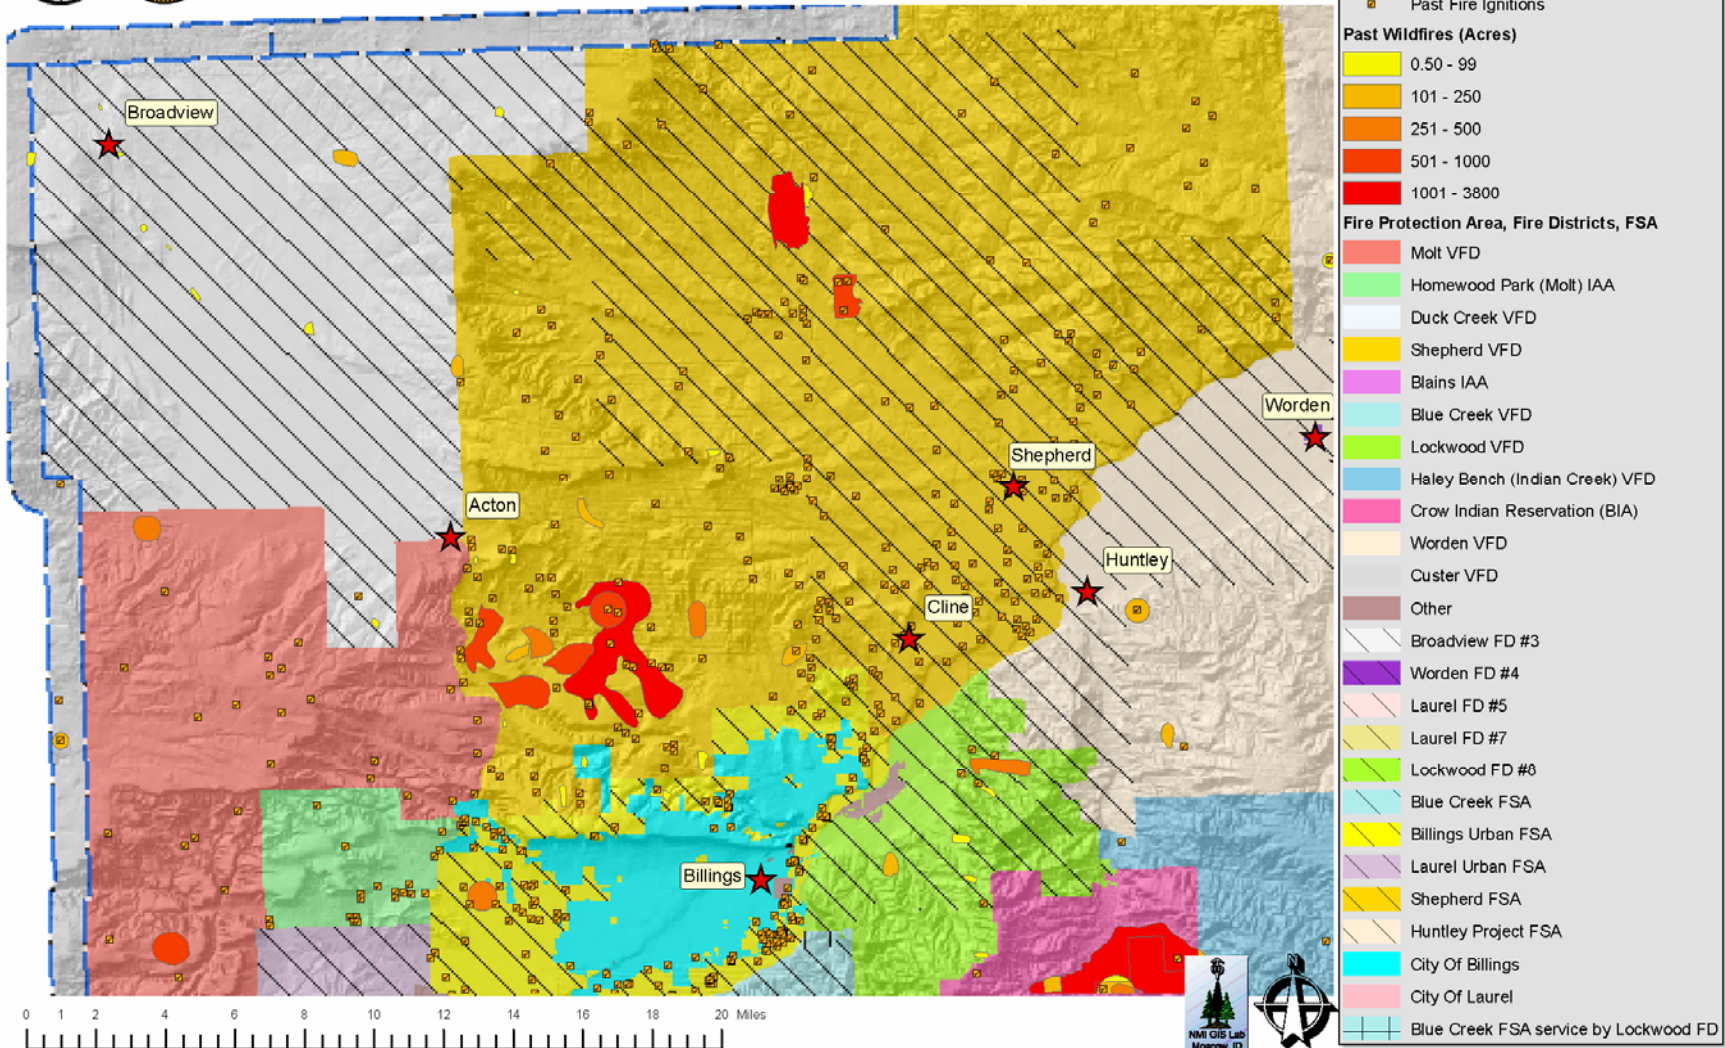 Past Fire Ignitions
Past Wildfires (Acres)
0.50 - 99
101 - 250
251 - 500
501 - 1000
1001 - 3800
Fire Protection Area, Fire Districts, FSA
Molt VFD
Homewood Park (Molt) IAA
Duck Creek VFD
Shepherd VFD
Blains IAA
Blue Creek VFD
Lockwood VFD
Haley Bench (Indian Creek) VFD
Crow Indian Reservation (BIA)
Worden VFD
Custer VFD
Other
Broadview FD #3
Worden FD #4
Laurel FD #5
Laurel FD #7
Lockwood FD #8
Blue Creek FSA
Billings Urban FSA
Laurel Urban FSA
Shepherd FSA
Huntley Project FSA
City Of Billings
City Of Laurel
Blue Creek FSA service by Lockwood FD
Broadview
Worden
Shepherd
Acton
Huntley
Cline
Billings
0 1 2 4 6 8 10 12 14 16 18 20 Miles
NMI GIS Lab
Moscow, ID
N